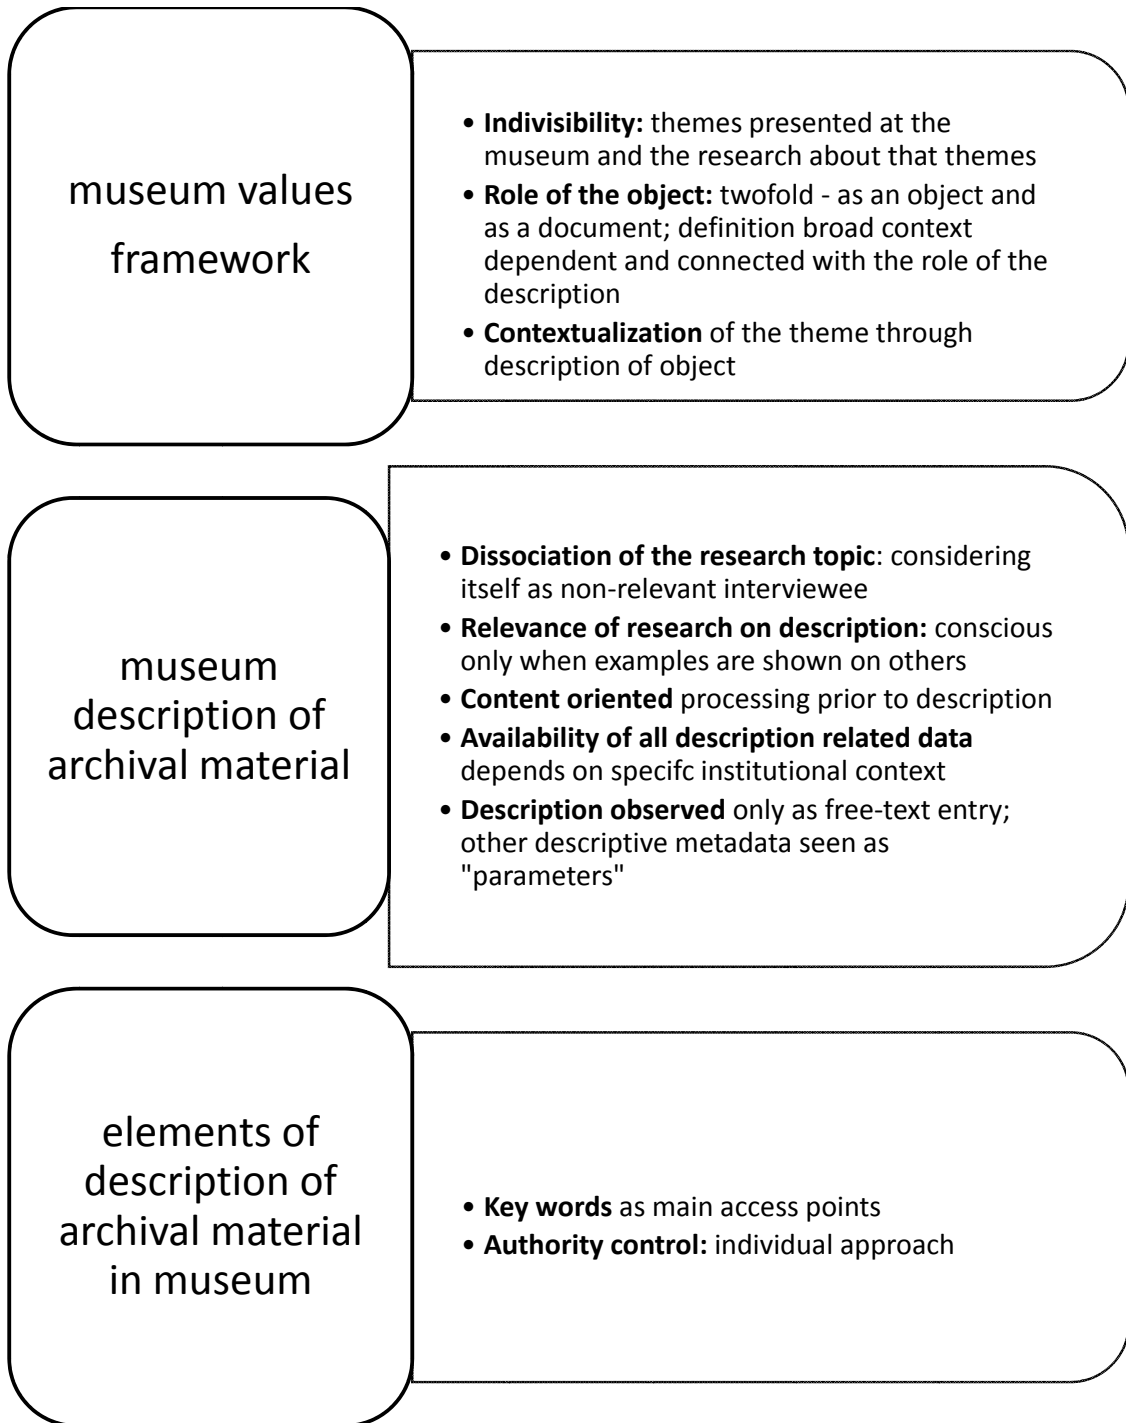 museum values
framework
• Indivisibility: themes presented at the
museum and the research about that themes
• Role of the object: twofold - as an object and
as a document; definition broad context
dependent and connected with the role of the
description
• Contextualization of the theme through
description of object
museum
description of
archival material
• Dissociation of the research topic: considering
itself as non-relevant interviewee
• Relevance of research on description: conscious
only when examples are shown on others
• Content oriented processing prior to description
• Availability of all description related data
depends on specifc institutional context
• Description observed only as free-text entry;
other descriptive metadata seen as
"parameters"
elements of
description of
archival material
in museum
• Key words as main access points
• Authority control: individual approach